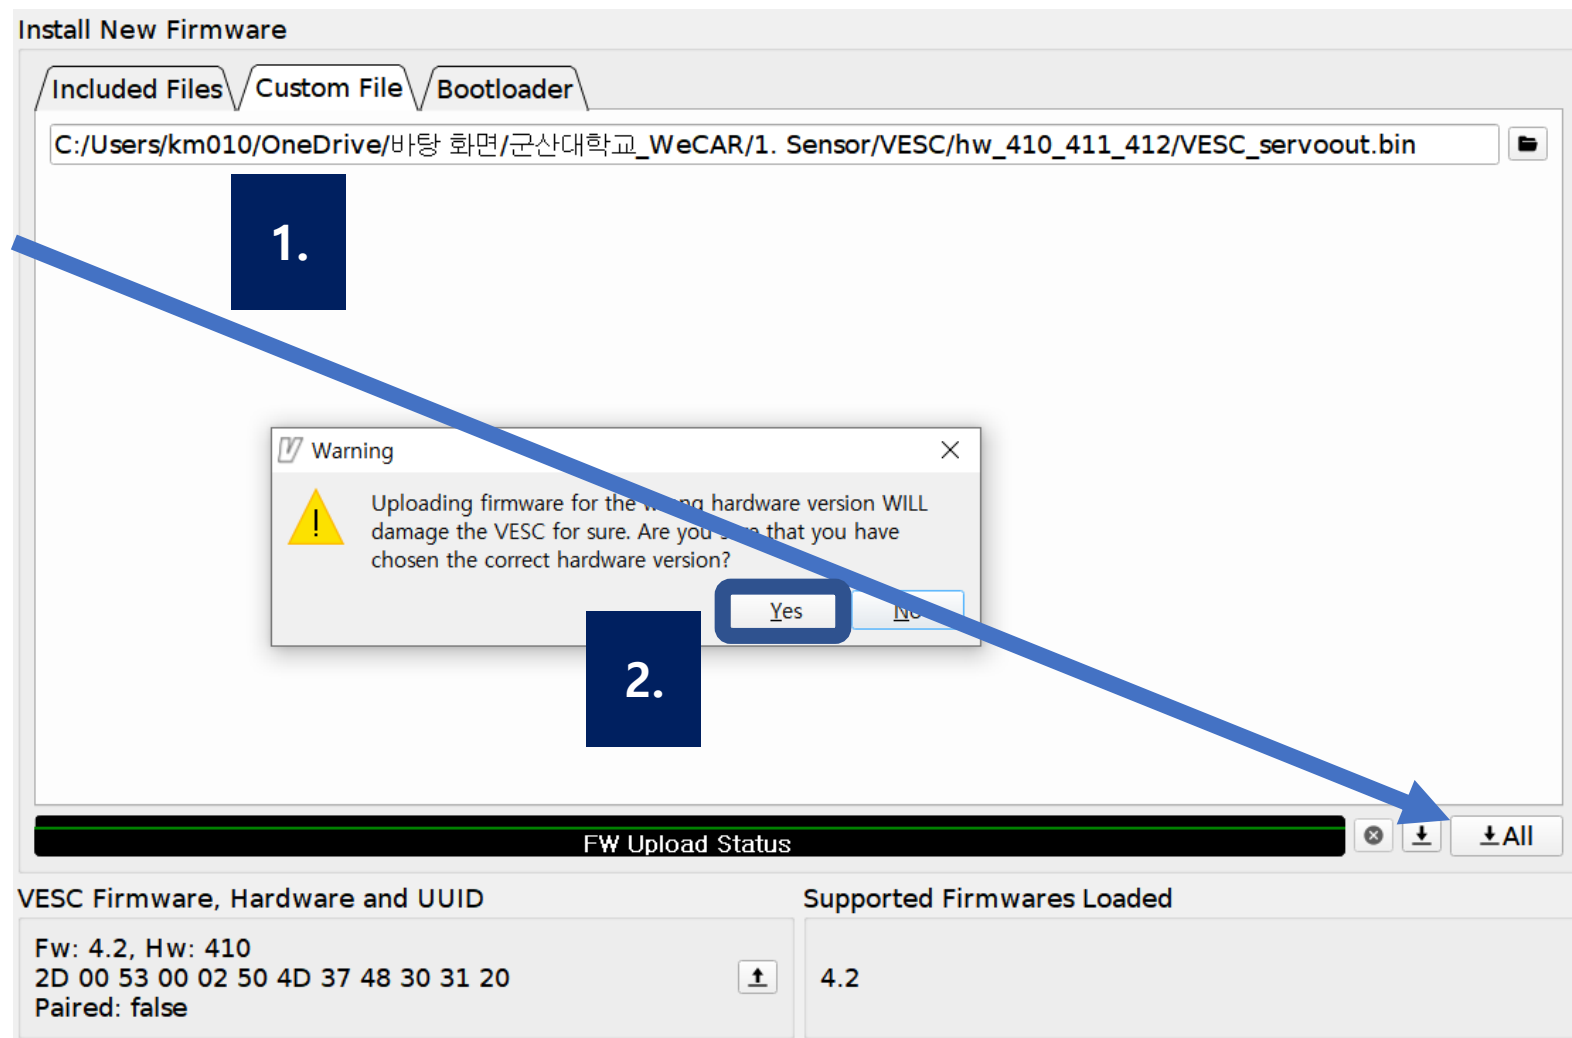 Install New Firmware
Included Files
Custom File
Bootloader
C:/Users/km010/OneDrive/바탕 화면/군산대학교_WeCAR/1. Sensor/VESC/hw_410_411_412/VESC_servoout.bin
1.
Warning
Uploading firmware for the wrong hardware version WILL
damage the VESC for sure. Are you sure that you have
chosen the correct hardware version?
Yes
No
2.
FW Upload Status
All
VESC Firmware, Hardware and UUID
Fw: 4.2, Hw: 410
2D 00 53 00 02 50 4D 37 48 30 31 20
Paired: false
Supported Firmwares Loaded
4.2